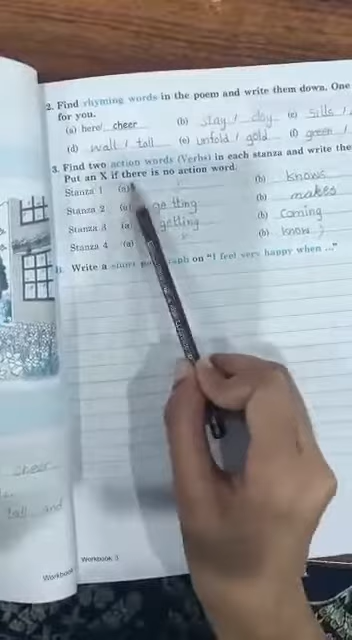 2. Find rhyming words in the poem and write them down. One
for you.
(a) here/ cheer (b) stay / day (c) sills /
(d) wall / tall (e) unfold / gold (f) green /
3. Find two action words (Verbs) in each stanza and write the
Put an X if there is no action word.
Stanza 1 (a) (b) knows
Stanza 2 (a) getting (b) makes
Stanza 3 (a) getting (b) coming
Stanza 4 (a) (b) know
Write a short paragraph on "I feel very happy when ..."
cheer
tall and
Workbook 3
Workbook